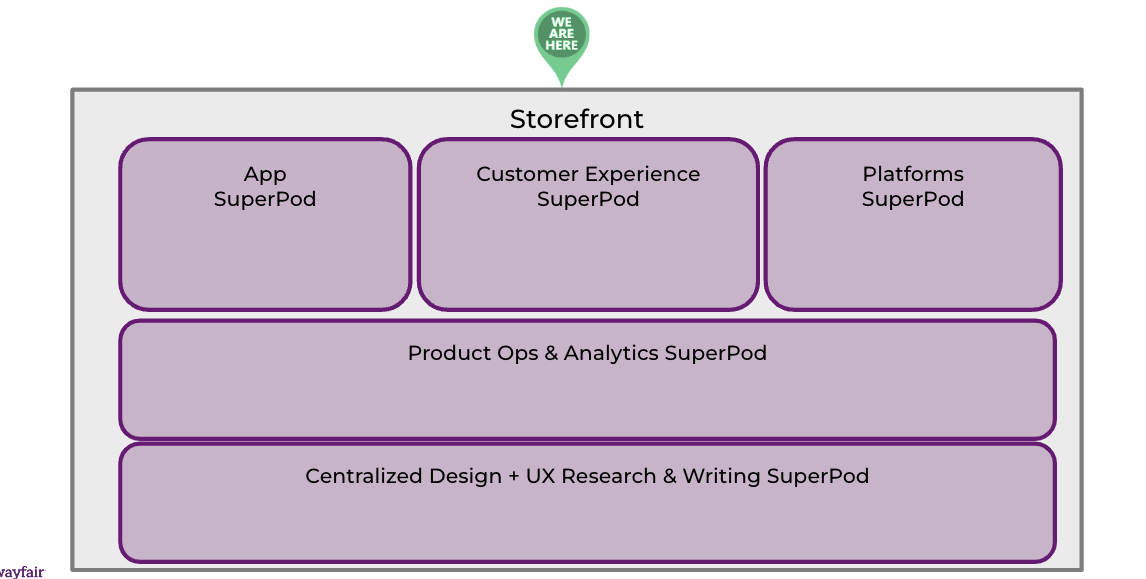 WE
ARE
HERE
Storefront
App
SuperPod
Customer Experience
SuperPod
Platforms
SuperPod
Product Ops & Analytics SuperPod
Centralized Design + UX Research & Writing SuperPod
wayfair